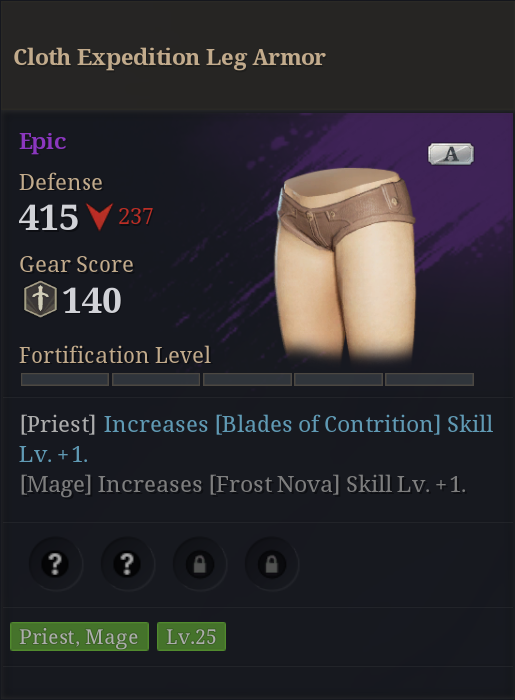 Cloth Expedition Leg Armor
Epic
A
Defense
415 237
Gear Score
140
Fortification Level
[Priest] Increases [Blades of Contrition] Skill
Lv. +1.
[Mage] Increases [Frost Nova] Skill Lv. +1.
? ?
Priest, Mage Lv.25